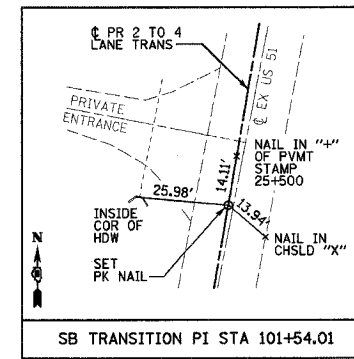 ℄ PR 2 TO 4
LANE TRANS
℄ EX US 51
PRIVATE
ENTRANCE
NAIL IN "+"
OF PVMT
STAMP
25+500
14.11'
25.98'
13.94'
INSIDE
COR OF
HDW
NAIL IN
CHSLD "X"
SET
PK NAIL
N
SB TRANSITION PI STA 101+54.01